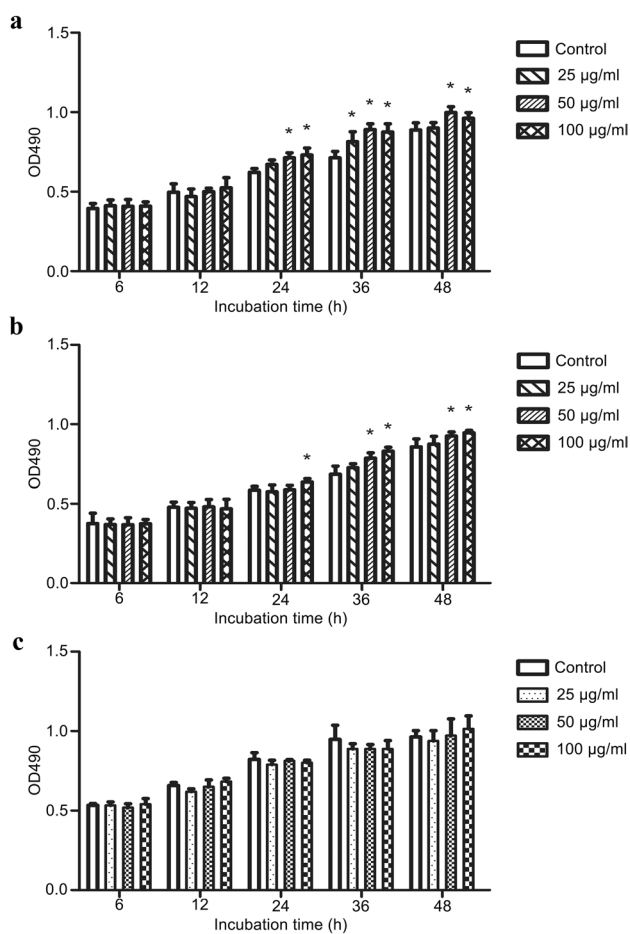 a
1.5
1.0
0.5
0.0
OD490
* * * * * * *
6 12 24 36 48
Incubation time (h)
Control
25 µg/ml
50 µg/ml
100 µg/ml
b
1.5
1.0
0.5
0.0
OD490
* * * * *
6 12 24 36 48
Incubation time (h)
Control
25 µg/ml
50 µg/ml
100 µg/ml
c
1.5
1.0
0.5
0.0
OD490
6 12 24 36 48
Incubation time (h)
Control
25 µg/ml
50 µg/ml
100 µg/ml